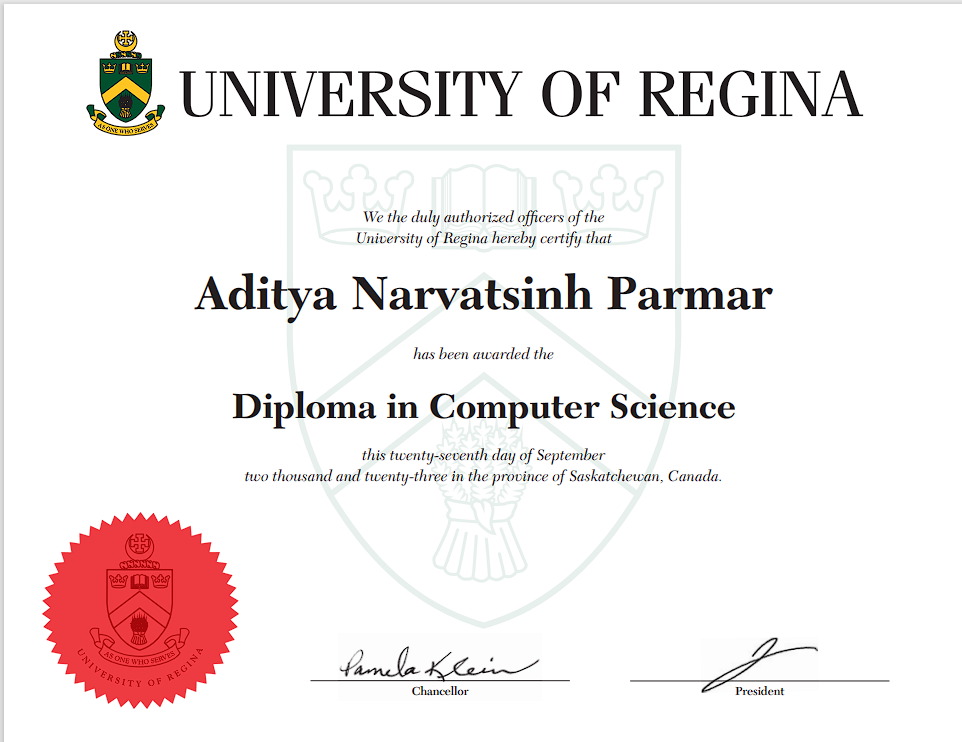 UNIVERSITY OF REGINA
AS ONE WHO SERVES
We the duly authorized officers of the
University of Regina hereby certify that
Aditya Narvatsinh Parmar
has been awarded the
Diploma in Computer Science
this twenty-seventh day of September
two thousand and twenty-three in the province of Saskatchewan, Canada.
AS ONE WHO SERVES
UNIVERSITY OF REGINA
Pamela Klein
Chancellor
President